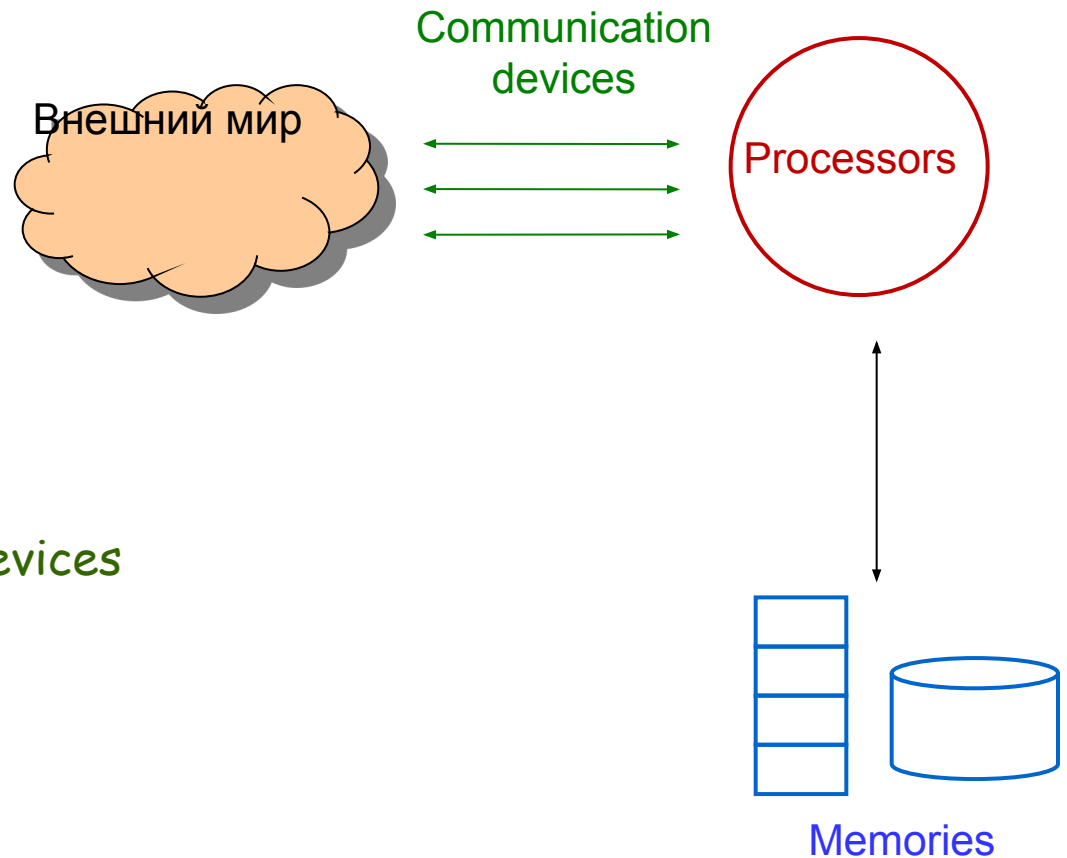 Communication
devices
Внешний мир
Processors
evices
Memories